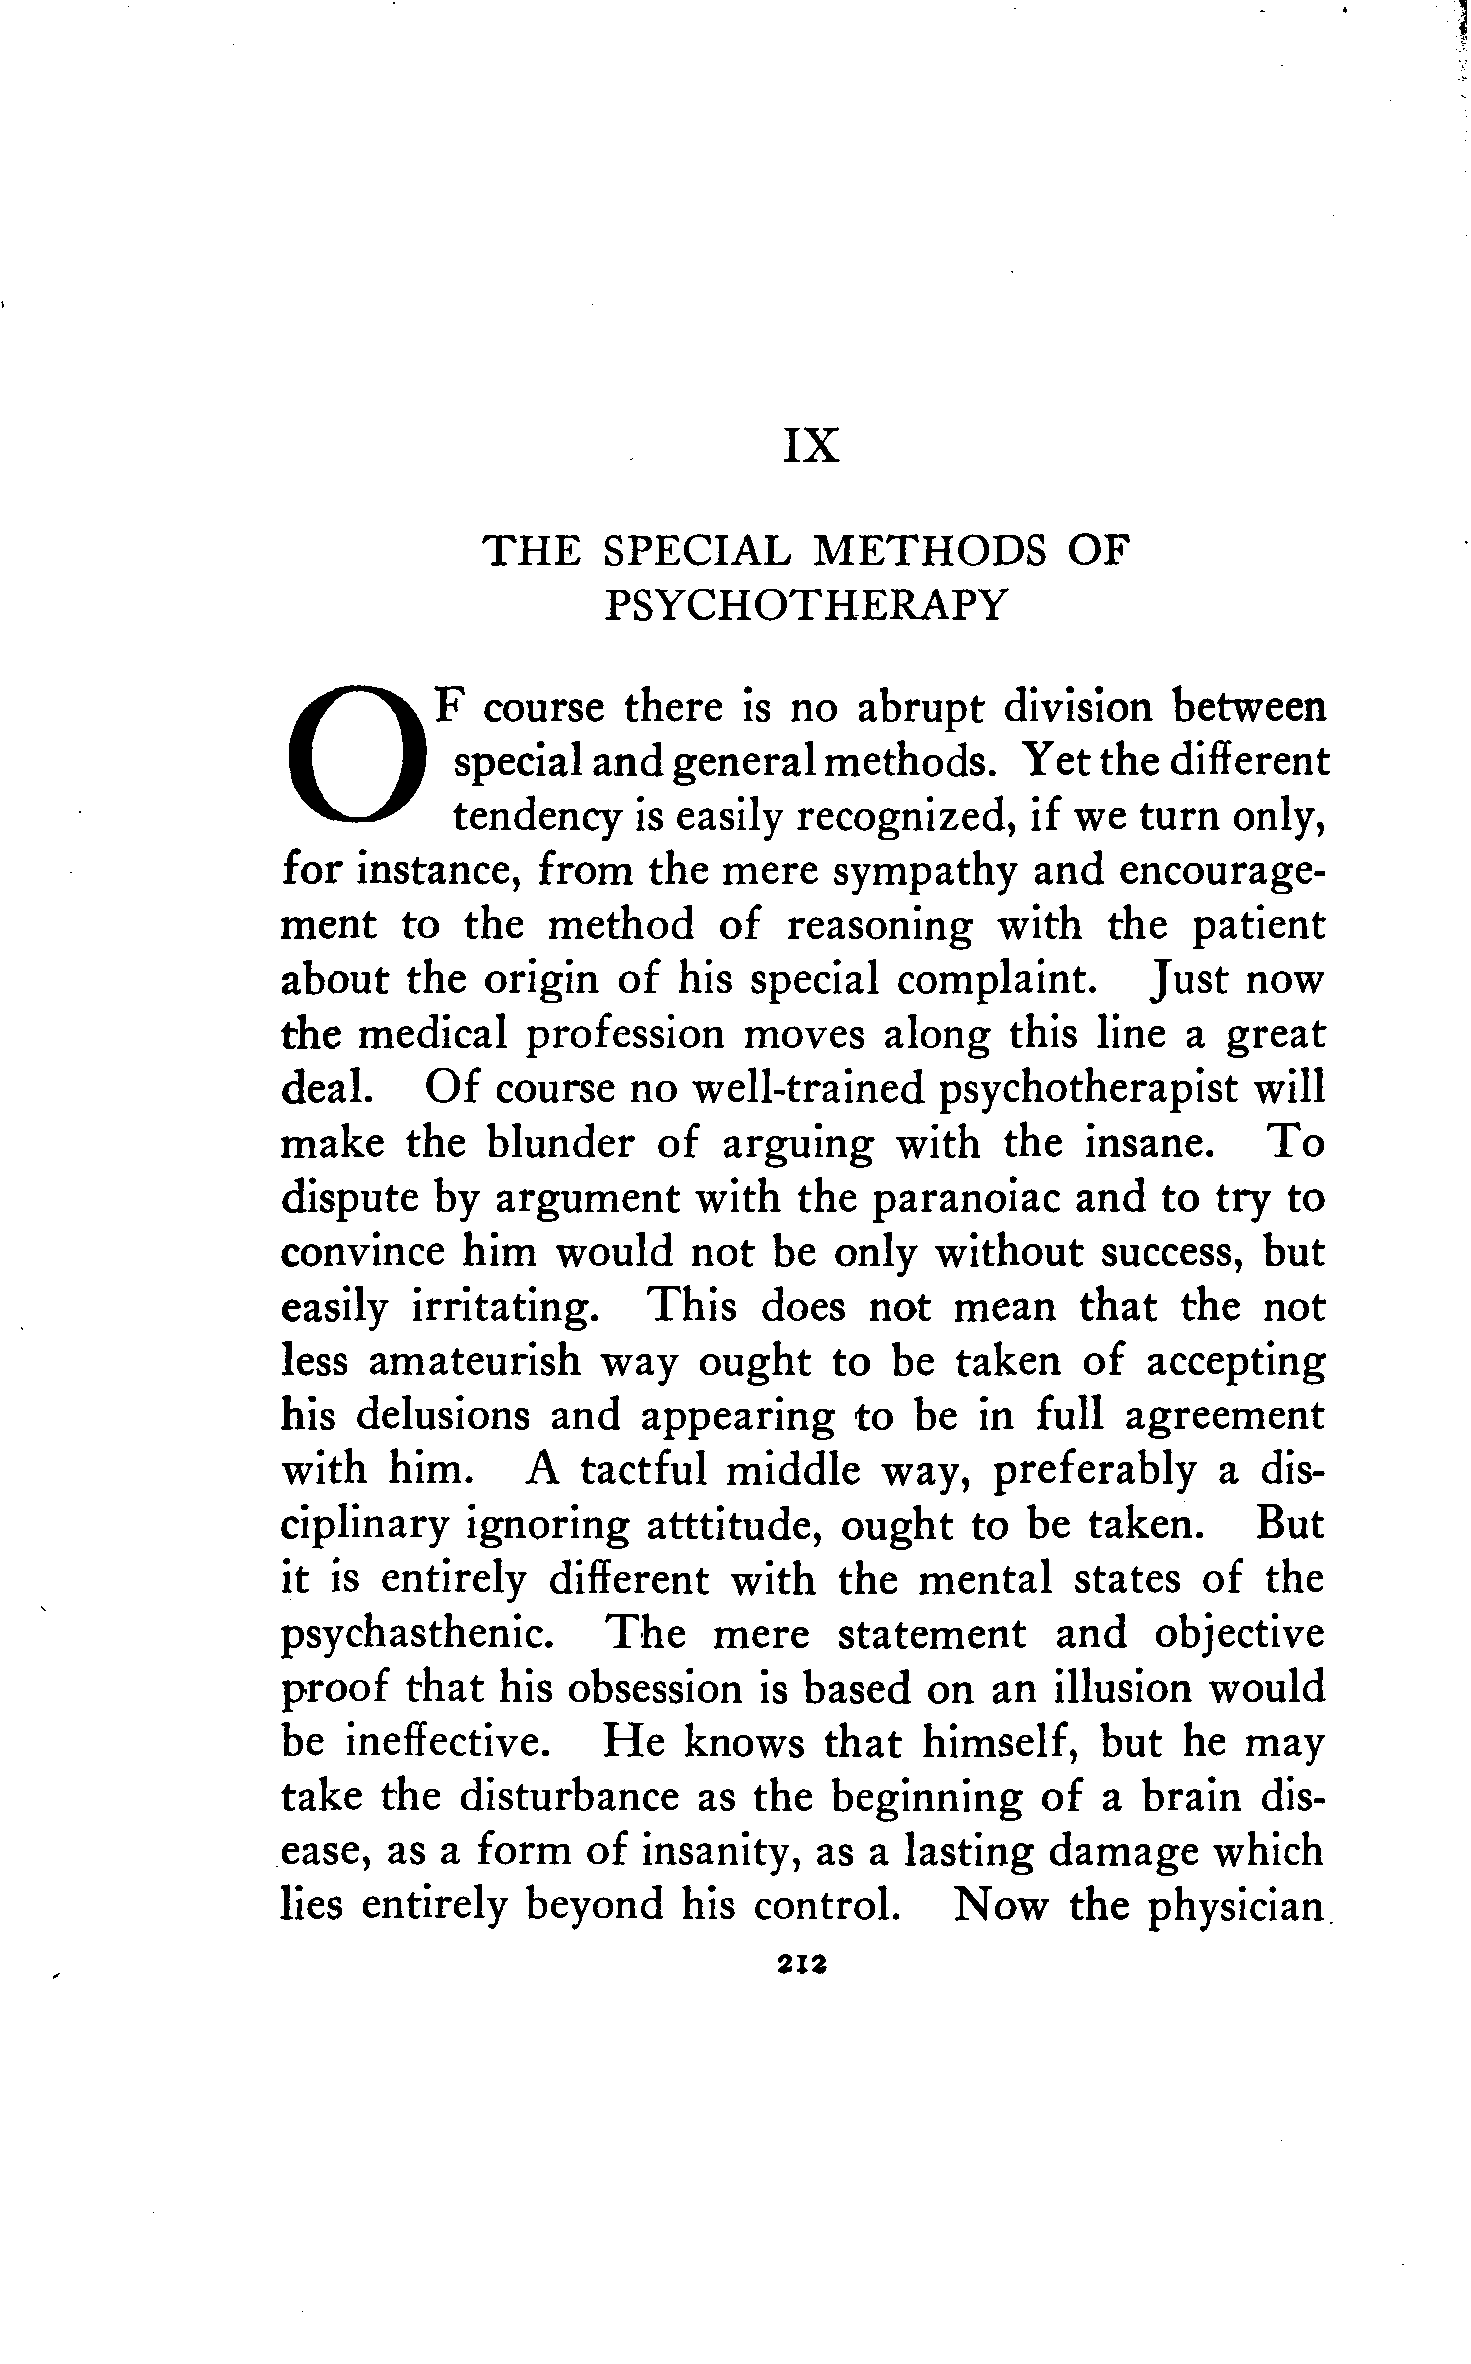 IX
THE SPECIAL METHODS OF
PSYCHOTHERAPY
OF course there is no abrupt division between
special and general methods. Yet the different
tendency is easily recognized, if we turn only,
for instance, from the mere sympathy and encourage-
ment to the method of reasoning with the patient
about the origin of his special complaint. Just now
the medical profession moves along this line a great
deal. Of course no well-trained psychotherapist will
make the blunder of arguing with the insane. To
dispute by argument with the paranoiac and to try to
convince him would not be only without success, but
easily irritating. This does not mean that the not
less amateurish way ought to be taken of accepting
his delusions and appearing to be in full agreement
with him. A tactful middle way, preferably a dis-
ciplinary ignoring atttitude, ought to be taken. But
it is entirely different with the mental states of the
psychasthenic. The mere statement and objective
proof that his obsession is based on an illusion would
be ineffective. He knows that himself, but he may
take the disturbance as the beginning of a brain dis-
ease, as a form of insanity, as a lasting damage which
lies entirely beyond his control. Now the physician
212